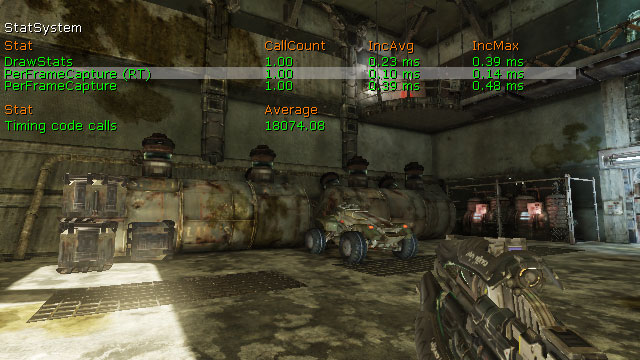 StatSystem
Stat CallCount IncAvg IncMax
DrawStats 1.00 0.23 ms 0.39 ms
PerFrameCapture (RT) 1.00 0.10 ms 0.14 ms
PerFrameCapture 1.00 0.39 ms 0.48 ms
Stat Average
Timing code calls 18074.08